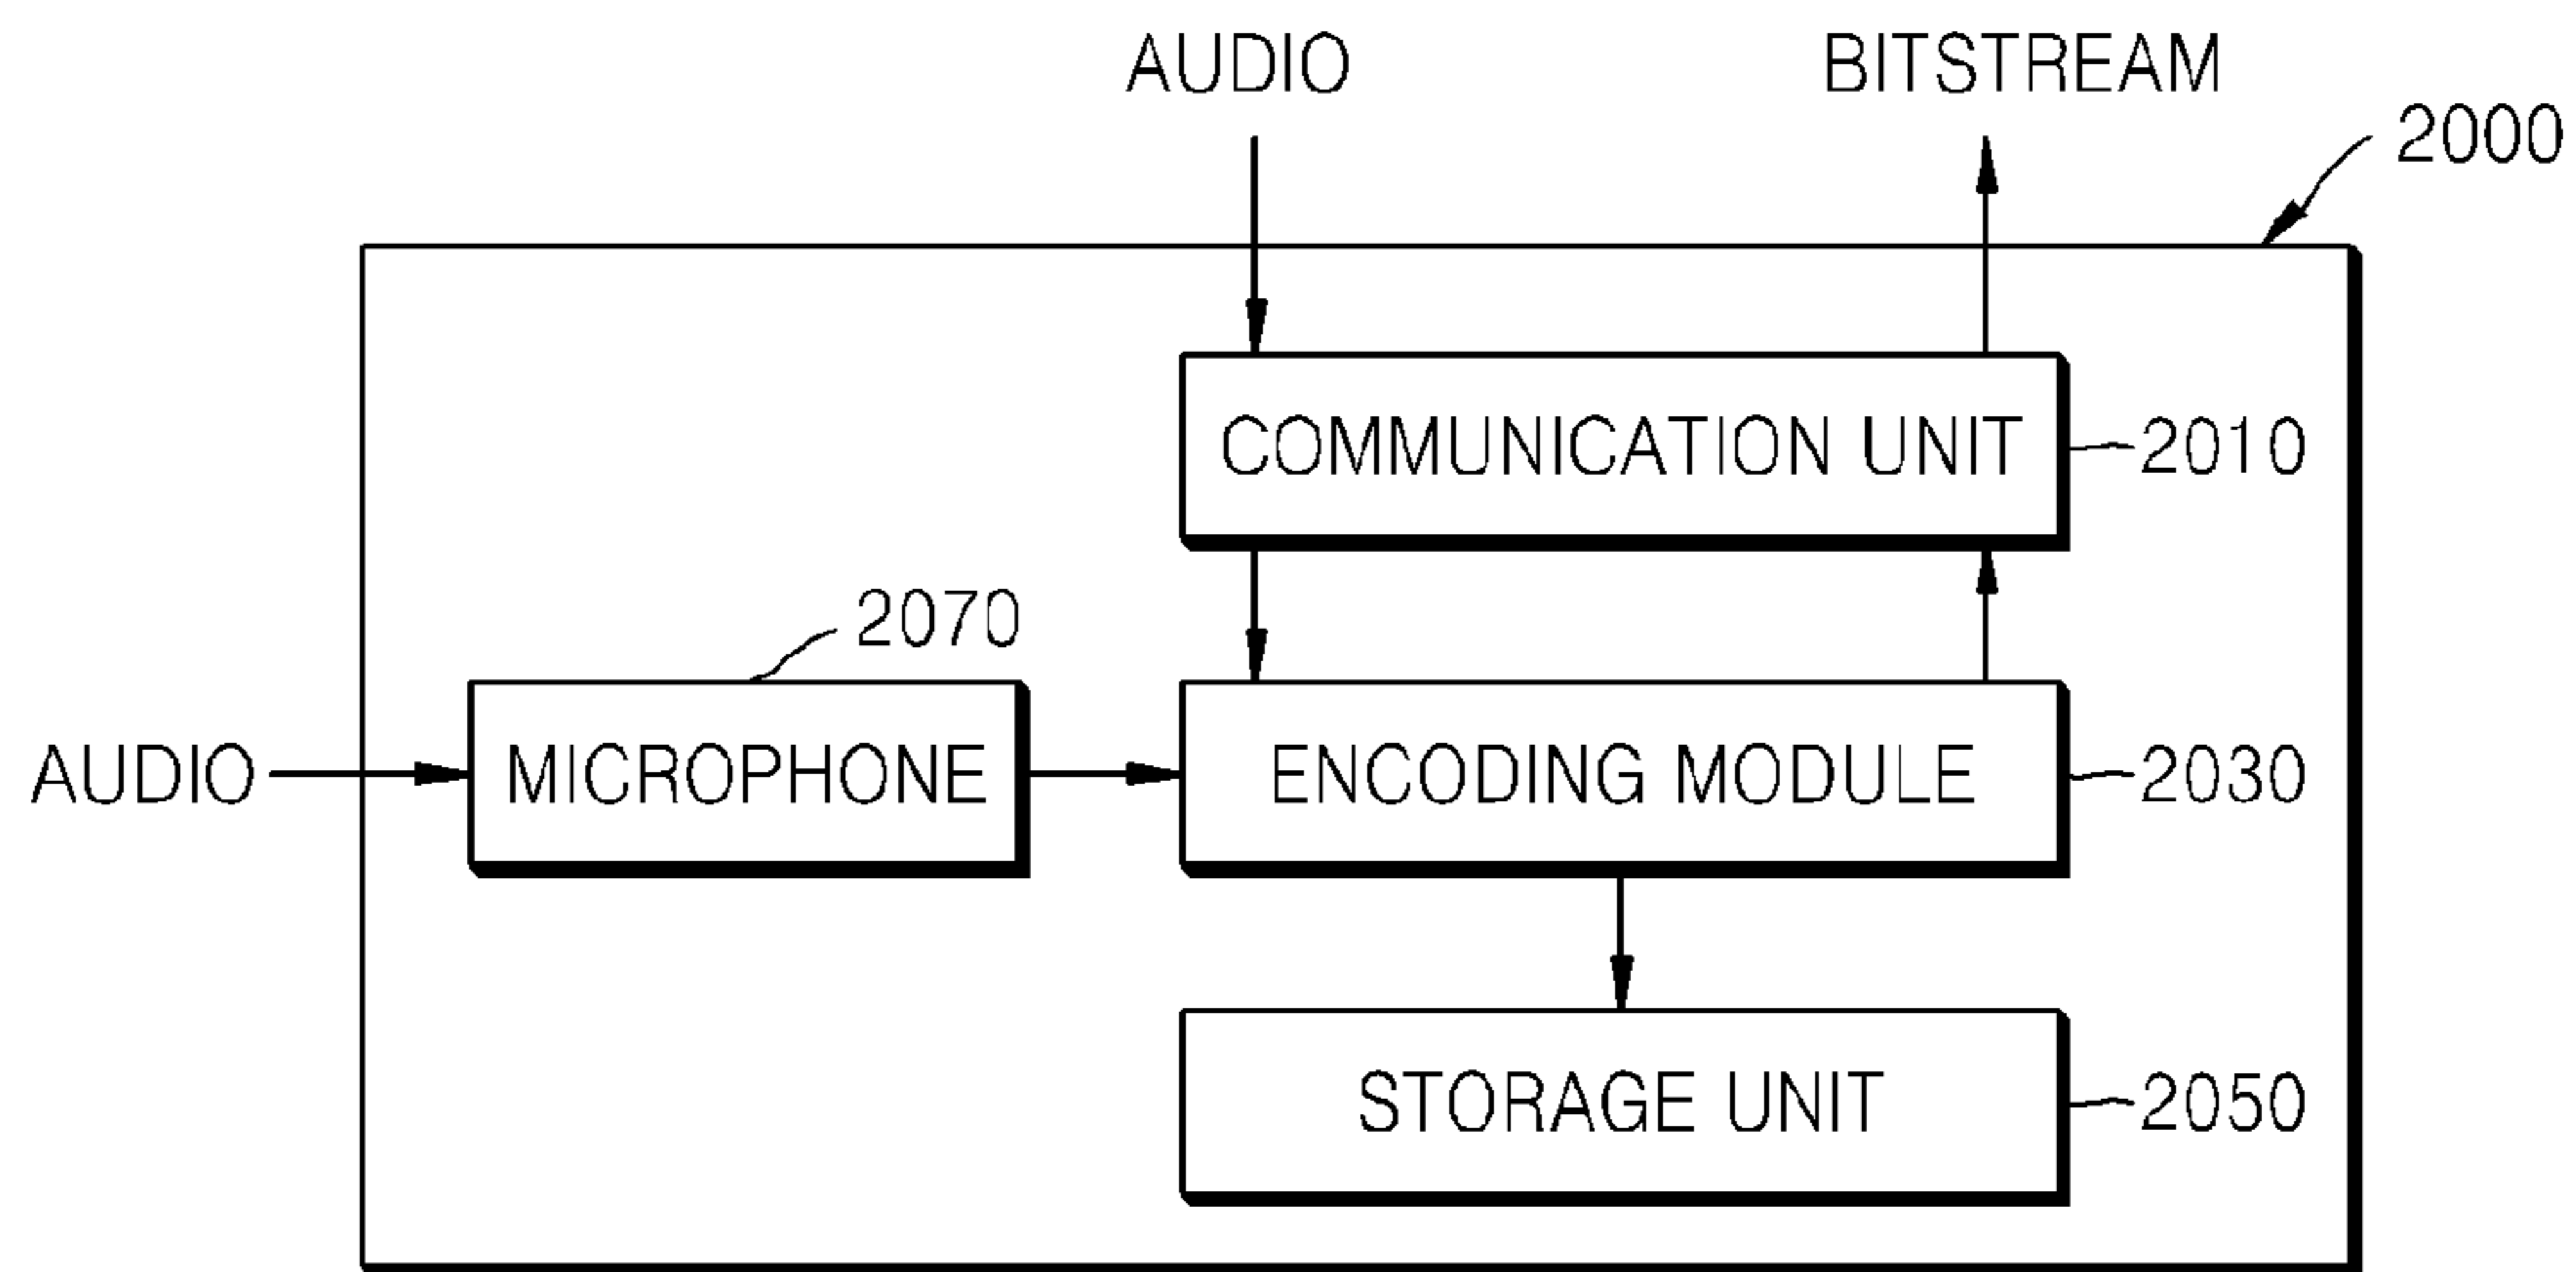 AUDIO
BITSTREAM
2000
COMMUNICATION UNIT
2010
2070
AUDIO
MICROPHONE
ENCODING MODULE
2030
STORAGE UNIT
2050